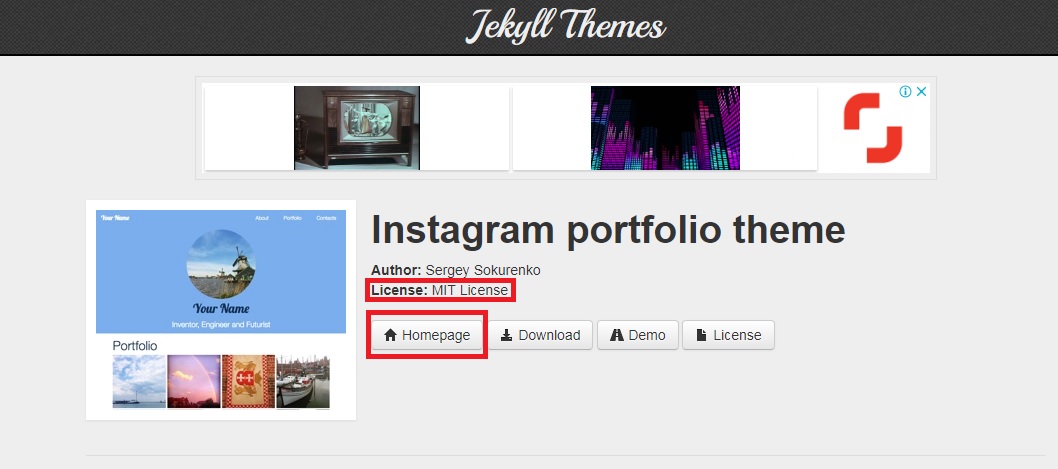 Jekyll Themes
Your Name
About Portfolio Contacts
Your Name
Inventor, Engineer and Futurist
Portfolio
Instagram portfolio theme
Author: Sergey Sokurenko
License: MIT License
Homepage Download Demo License